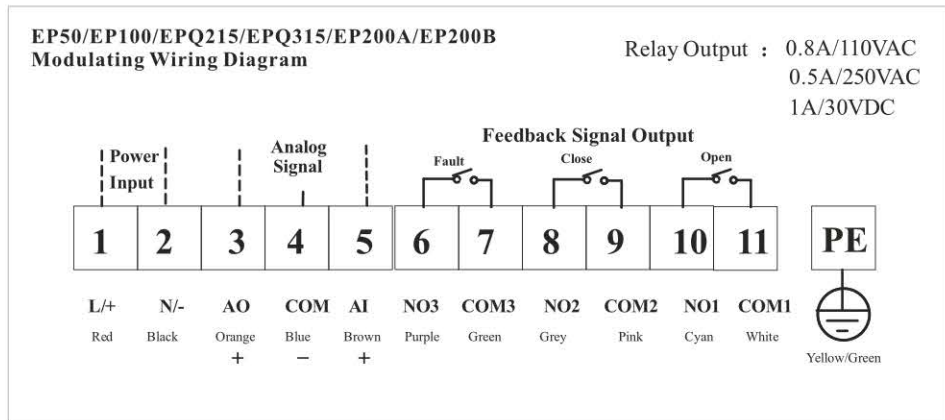 EP50/EP100/EPQ215/EPQ315/EP200A/EP200B
Modulating Wiring Diagram
Relay Output : 0.8A/110VAC
0.5A/250VAC
1A/30VDC
Feedback Signal Output
Power
Input
Analog
Signal
Fault Close Open
1 2 3 4 5 6 7 8 9 10 11 PE
L/+ N/- AO COM AI NO3 COM3 NO2 COM2 NO1 COM1
Red Black Orange Blue Brown Purple Green Grey Pink Cyan White
+ − +
Yellow/Green